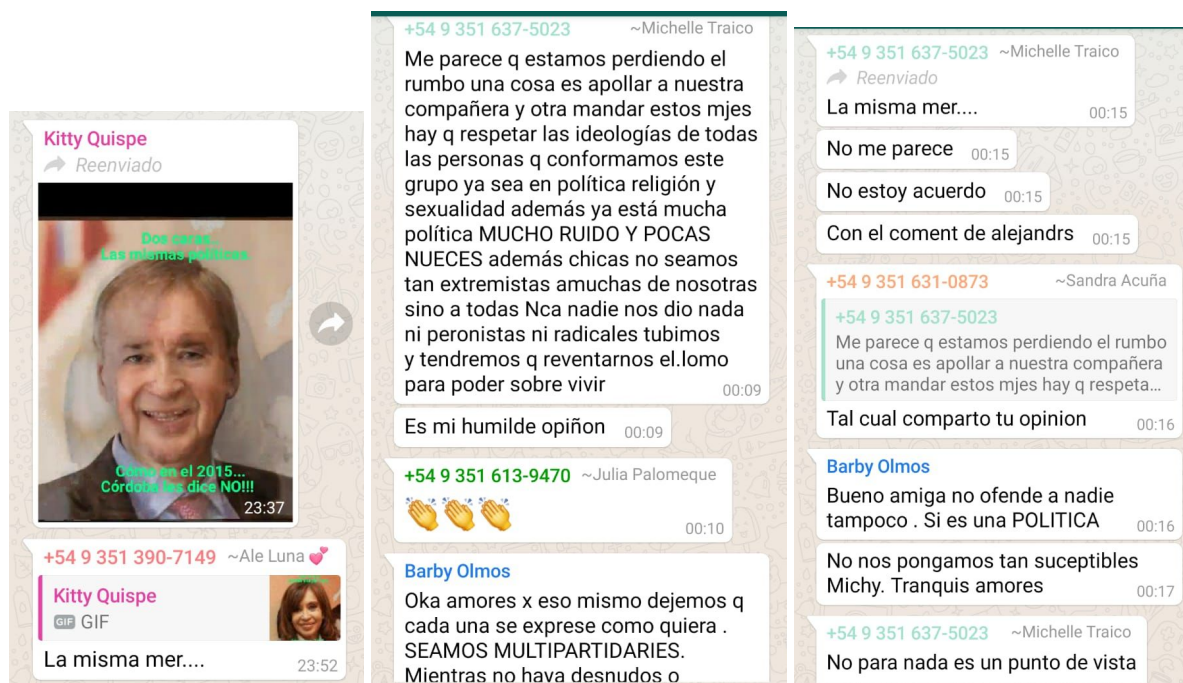 Kitty Quispe
Reenviado
Dos caras..
Las mismas politicas
Cómo en el 2015...
Córdoba les dice NO!!!
23:37
+54 9 351 390-7149 ~Ale Luna 💕
Kitty Quispe
GIF GIF
La misma mer.... 23:52
+54 9 351 637-5023 ~Michelle Traico
Me parece q estamos perdiendo el
rumbo una cosa es apollar a nuestra
compañera y otra mandar estos mjes
hay q respetar las ideologías de todas
las personas q conformamos este
grupo ya sea en política religión y
sexualidad además ya está mucha
política MUCHO RUIDO Y POCAS
NUECES además chicas no seamos
tan extremistas amuchas de nosotras
sino a todas Nca nadie nos dio nada
ni peronistas ni radicales tubimos
y tendremos q reventarnos el.lomo
para poder sobre vivir 00:09
Es mi humilde opiñon 00:09
+54 9 351 613-9470 ~Julia Palomeque
👏👏👏 00:10
Barby Olmos
Oka amores x eso mismo dejemos q
cada una se exprese como quiera .
SEAMOS MULTIPARTIDARIES.
Mientras no haya desnudos o
+54 9 351 637-5023 ~Michelle Traico
Reenviado
La misma mer.... 00:15
No me parece 00:15
No estoy acuerdo 00:15
Con el coment de alejandrs 00:15
+54 9 351 631-0873 ~Sandra Acuña
+54 9 351 637-5023
Me parece q estamos perdiendo el rumbo
una cosa es apollar a nuestra compañera
y otra mandar estos mjes hay q respeta...
Tal cual comparto tu opinion 00:16
Barby Olmos
Bueno amiga no ofende a nadie
tampoco . Si es una POLITICA 00:16
No nos pongamos tan suceptibles
Michy. Tranquis amores 00:17
+54 9 351 637-5023 ~Michelle Traico
No para nada es un punto de vista